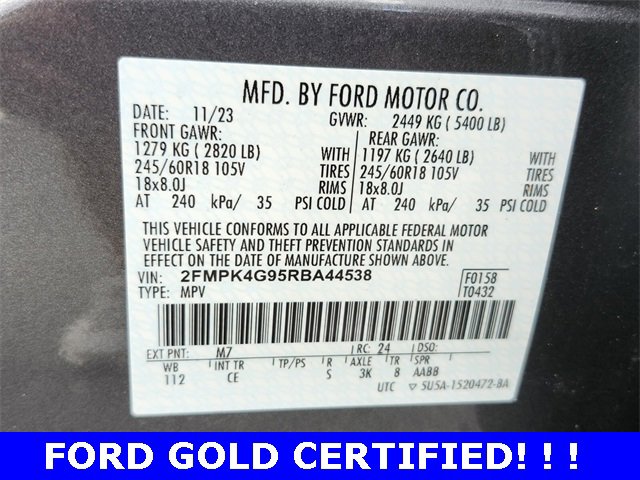 MFD. BY FORD MOTOR CO.
DATE: 11/23 GVWR: 2449 KG ( 5400 LB)
FRONT GAWR: REAR GAWR:
1279 KG ( 2820 LB) WITH 1197 KG ( 2640 LB) WITH
245/60R18 105V TIRES 245/60R18 105V TIRES
18x8.0J RIMS 18x8.0J RIMS
AT 240 kPa/ 35 PSI COLD AT 240 kPa/ 35 PSI COLD
THIS VEHICLE CONFORMS TO ALL APPLICABLE FEDERAL MOTOR
VEHICLE SAFETY AND THEFT PREVENTION STANDARDS IN
EFFECT ON THE DATE OF MANUFACTURE SHOWN ABOVE.
VIN: 2FMPK4G95RBA44538 F0158
TYPE: MPV T0432
EXT PNT: M7 RC: 24 DSO:
WB INT TR TP/PS R AXLE TR SPR
112 CE S 3K 8 AABB
UTC ▽ 5U5A-1520472-BA
FORD GOLD CERTIFIED! ! !